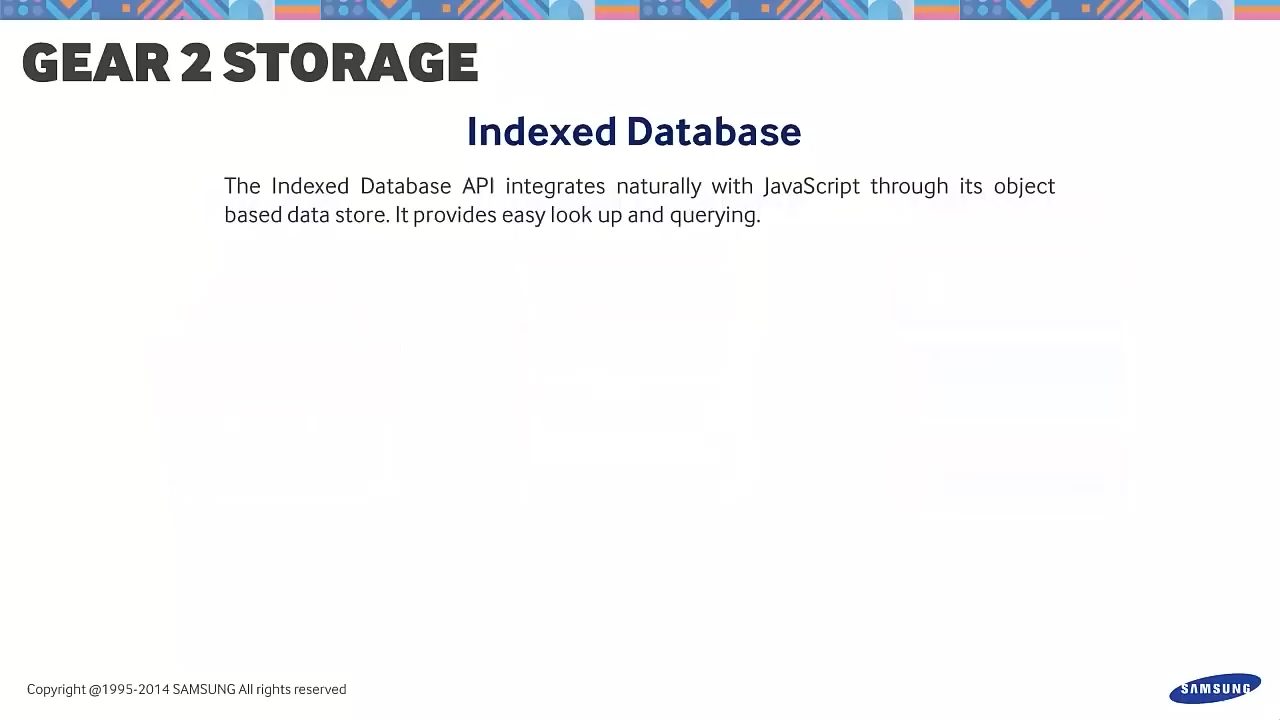 GEAR 2 STORAGE
Indexed Database
The Indexed Database API integrates naturally with JavaScript through its object
based data store. It provides easy look up and querying.
Copyright @1995-2014 SAMSUNG All rights reserved
SAMSUNG